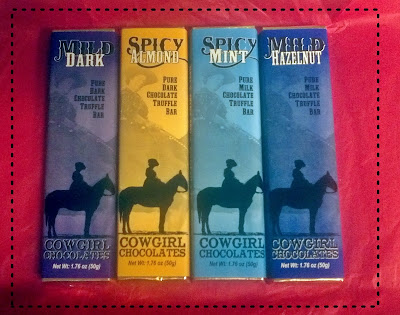 MILD
DARK
PURE
DARK
CHOCOLATE
TRUFFLE
BAR
COWGIRL
CHOCOLATES
Net Wt: 1.76 oz (50g)
SPICY
ALMOND
PURE
DARK
CHOCOLATE
TRUFFLE
BAR
COWGIRL
CHOCOLATES
Net Wt: 1.76 oz (50g)
SPICY
MINT
PURE
MILK
CHOCOLATE
TRUFFLE
BAR
COWGIRL
CHOCOLATES
Net Wt: 1.76 oz (50g)
MILD
HAZELNUT
PURE
MILK
CHOCOLATE
TRUFFLE
BAR
COWGIRL
CHOCOLATES
Net Wt: 1.76 oz (50g)